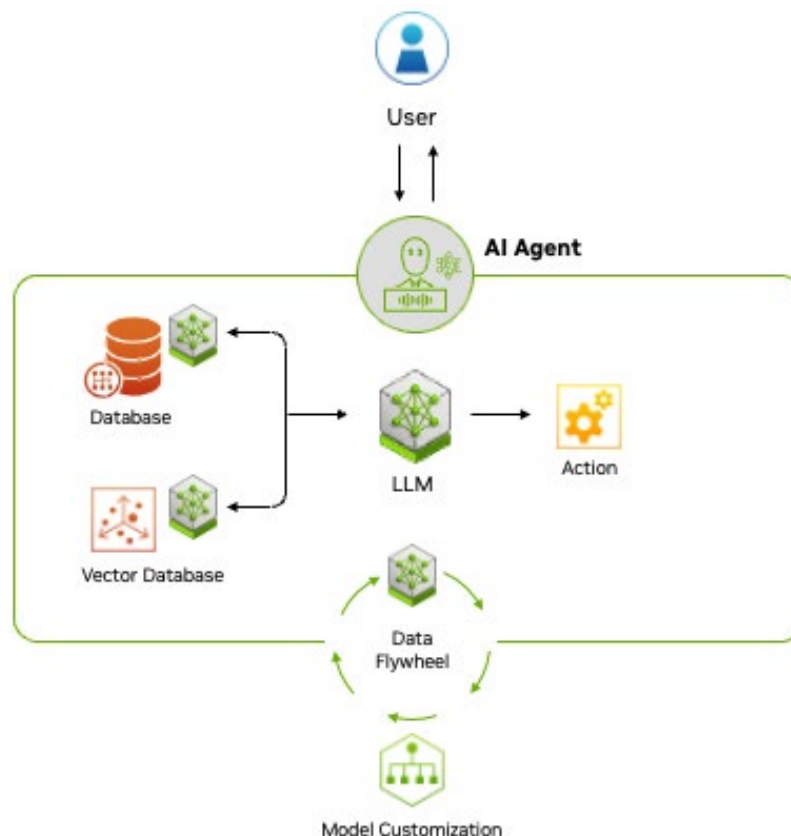 User
AI Agent
Database
LLM
Action
Vector Database
Data
Flywheel
Model Customization